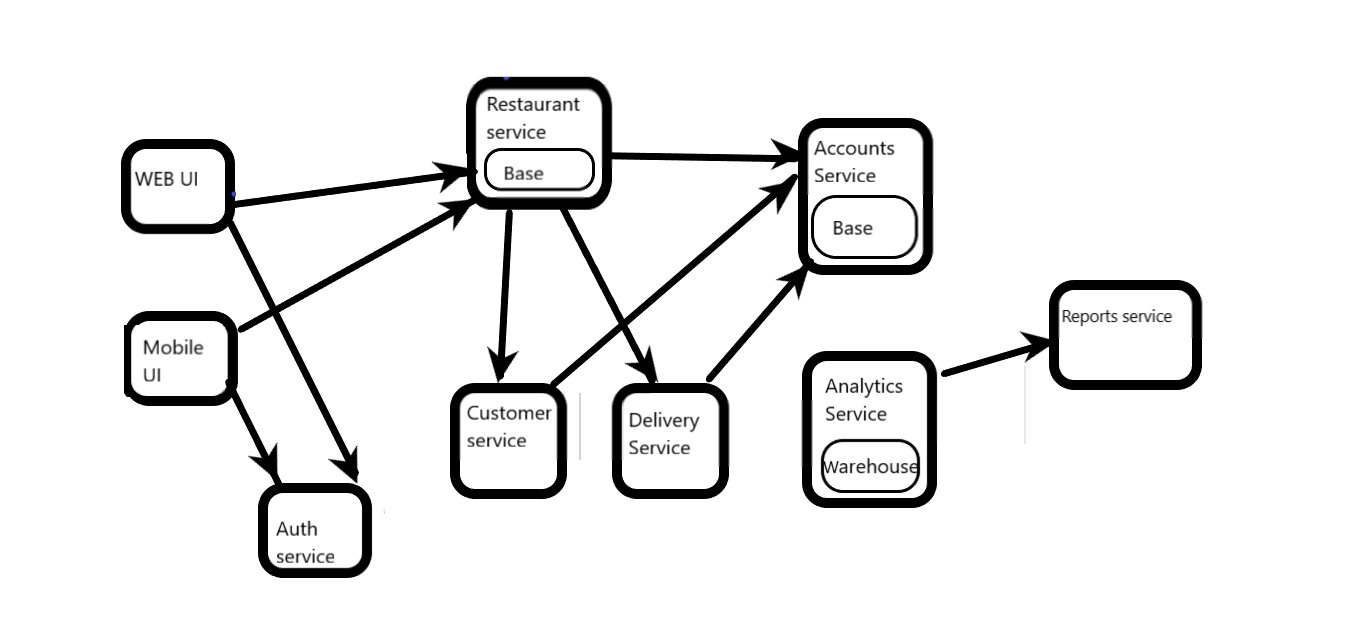 WEB UI
Mobile
UI
Auth
service
Restaurant
service
Base
Customer
service
Delivery
Service
Accounts
Service
Base
Analytics
Service
Warehouse
Reports service